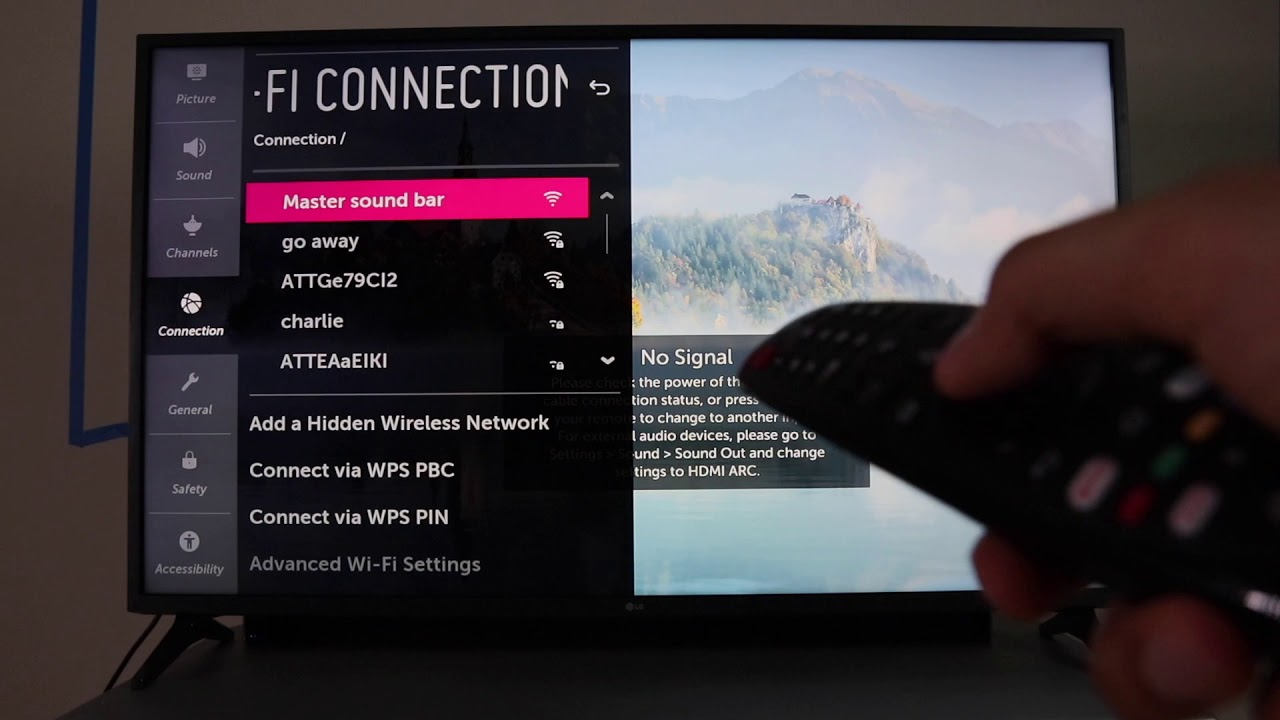 Picture
Sound
Channels
Connection
General
Safety
Accessibility
-FI CONNECTION
Connection /
Master sound bar
go away
ATTGe79Cl2
charlie
ATTEAaEIKI
Add a Hidden Wireless Network
Connect via WPS PBC
Connect via WPS PIN
Advanced Wi-Fi Settings
No Signal
Please check the power of the
cable connection status, or press
your remote to change to another
For external audio devices, please go to
Settings > Sound > Sound Out and change
settings to HDMI ARC.
LG